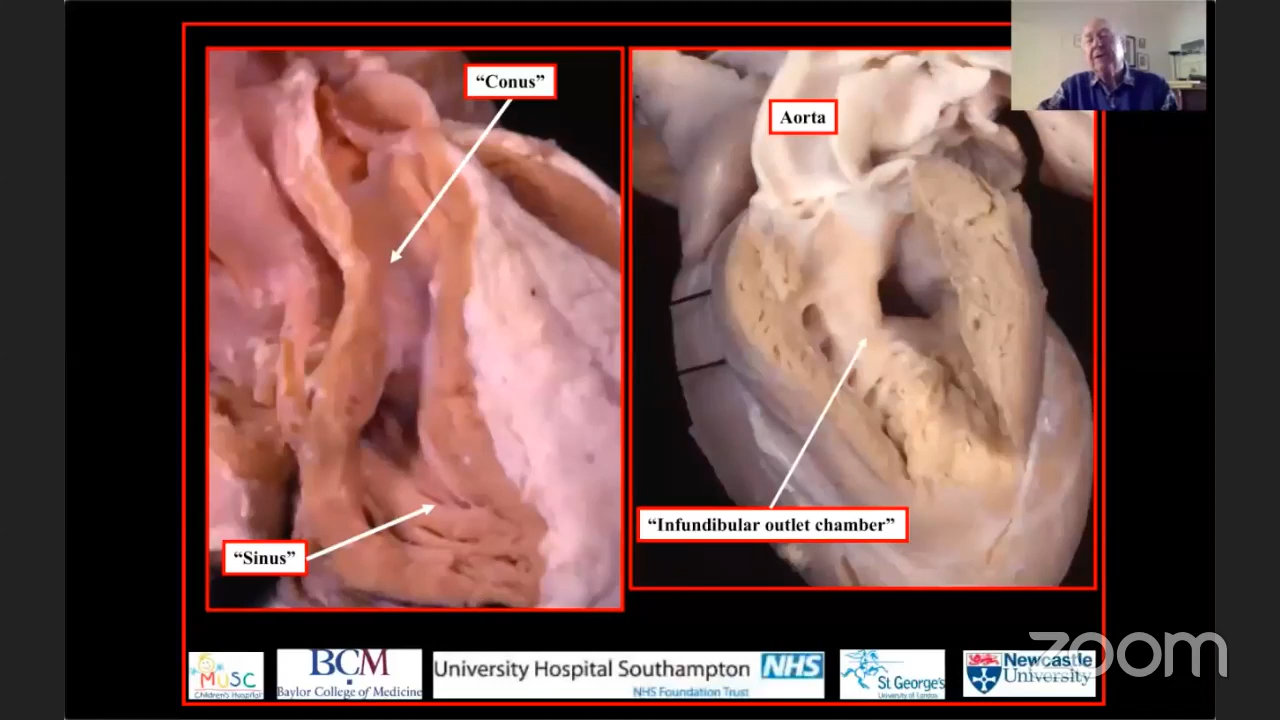 “Conus”
Aorta
“Infundibular outlet chamber”
“Sinus”
MUSC
Children's Hospital
BCM
Baylor College of Medicine
University Hospital Southampton NHS
NHS Foundation Trust
St George's
University of London
Newcastle
University
zoom